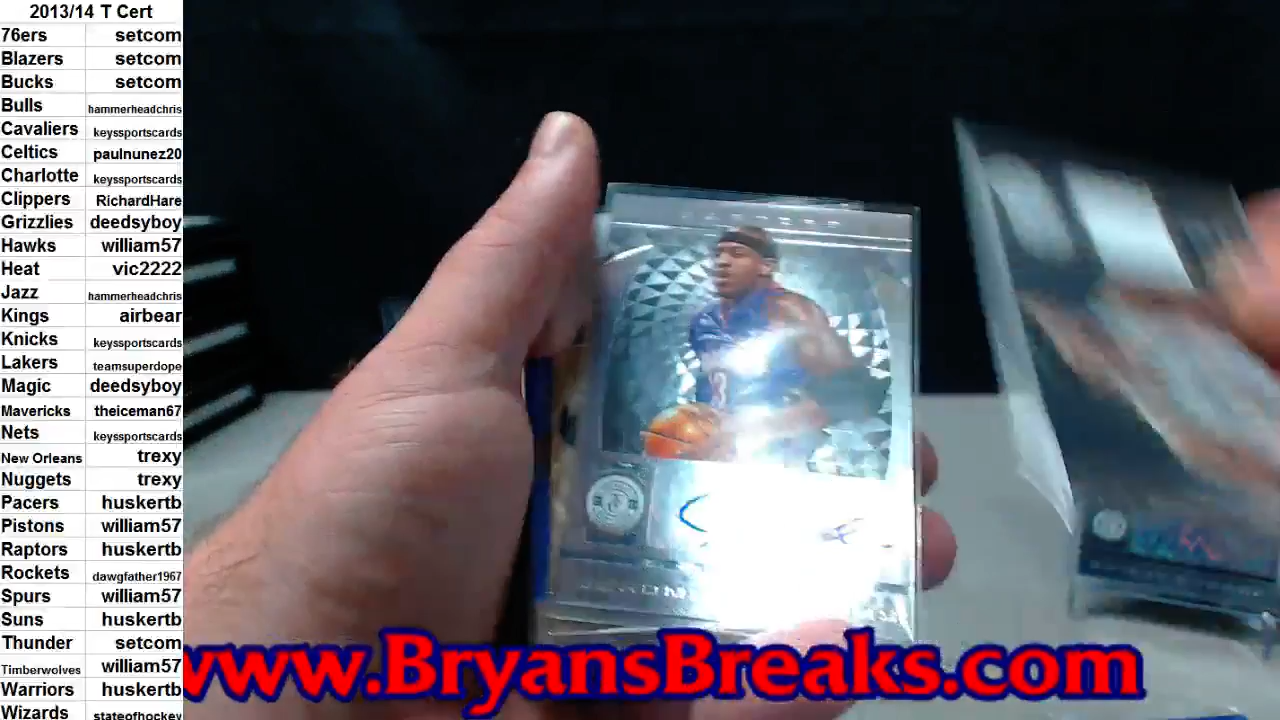 2013/14 T Cert
76ers setcom
Blazers setcom
Bucks setcom
Bulls hammerheadchris
Cavaliers keyssportscards
Celtics paulnunez20
Charlotte keyssportscards
Clippers RichardHare
Grizzlies deedsyboy
Hawks william57
Heat vic2222
Jazz hammerheadchris
Kings airbear
Knicks keyssportscards
Lakers teamsuperdope
Magic deedsyboy
Mavericks theiceman67
Nets keyssportscards
New Orleans trexy
Nuggets trexy
Pacers huskertb
Pistons william57
Raptors huskertb
Rockets dawgfather1967
Spurs william57
Suns huskertb
Thunder setcom
Timberwolves william57
Warriors huskertb
Wizards stateofhockey
www.BryansBreaks.com